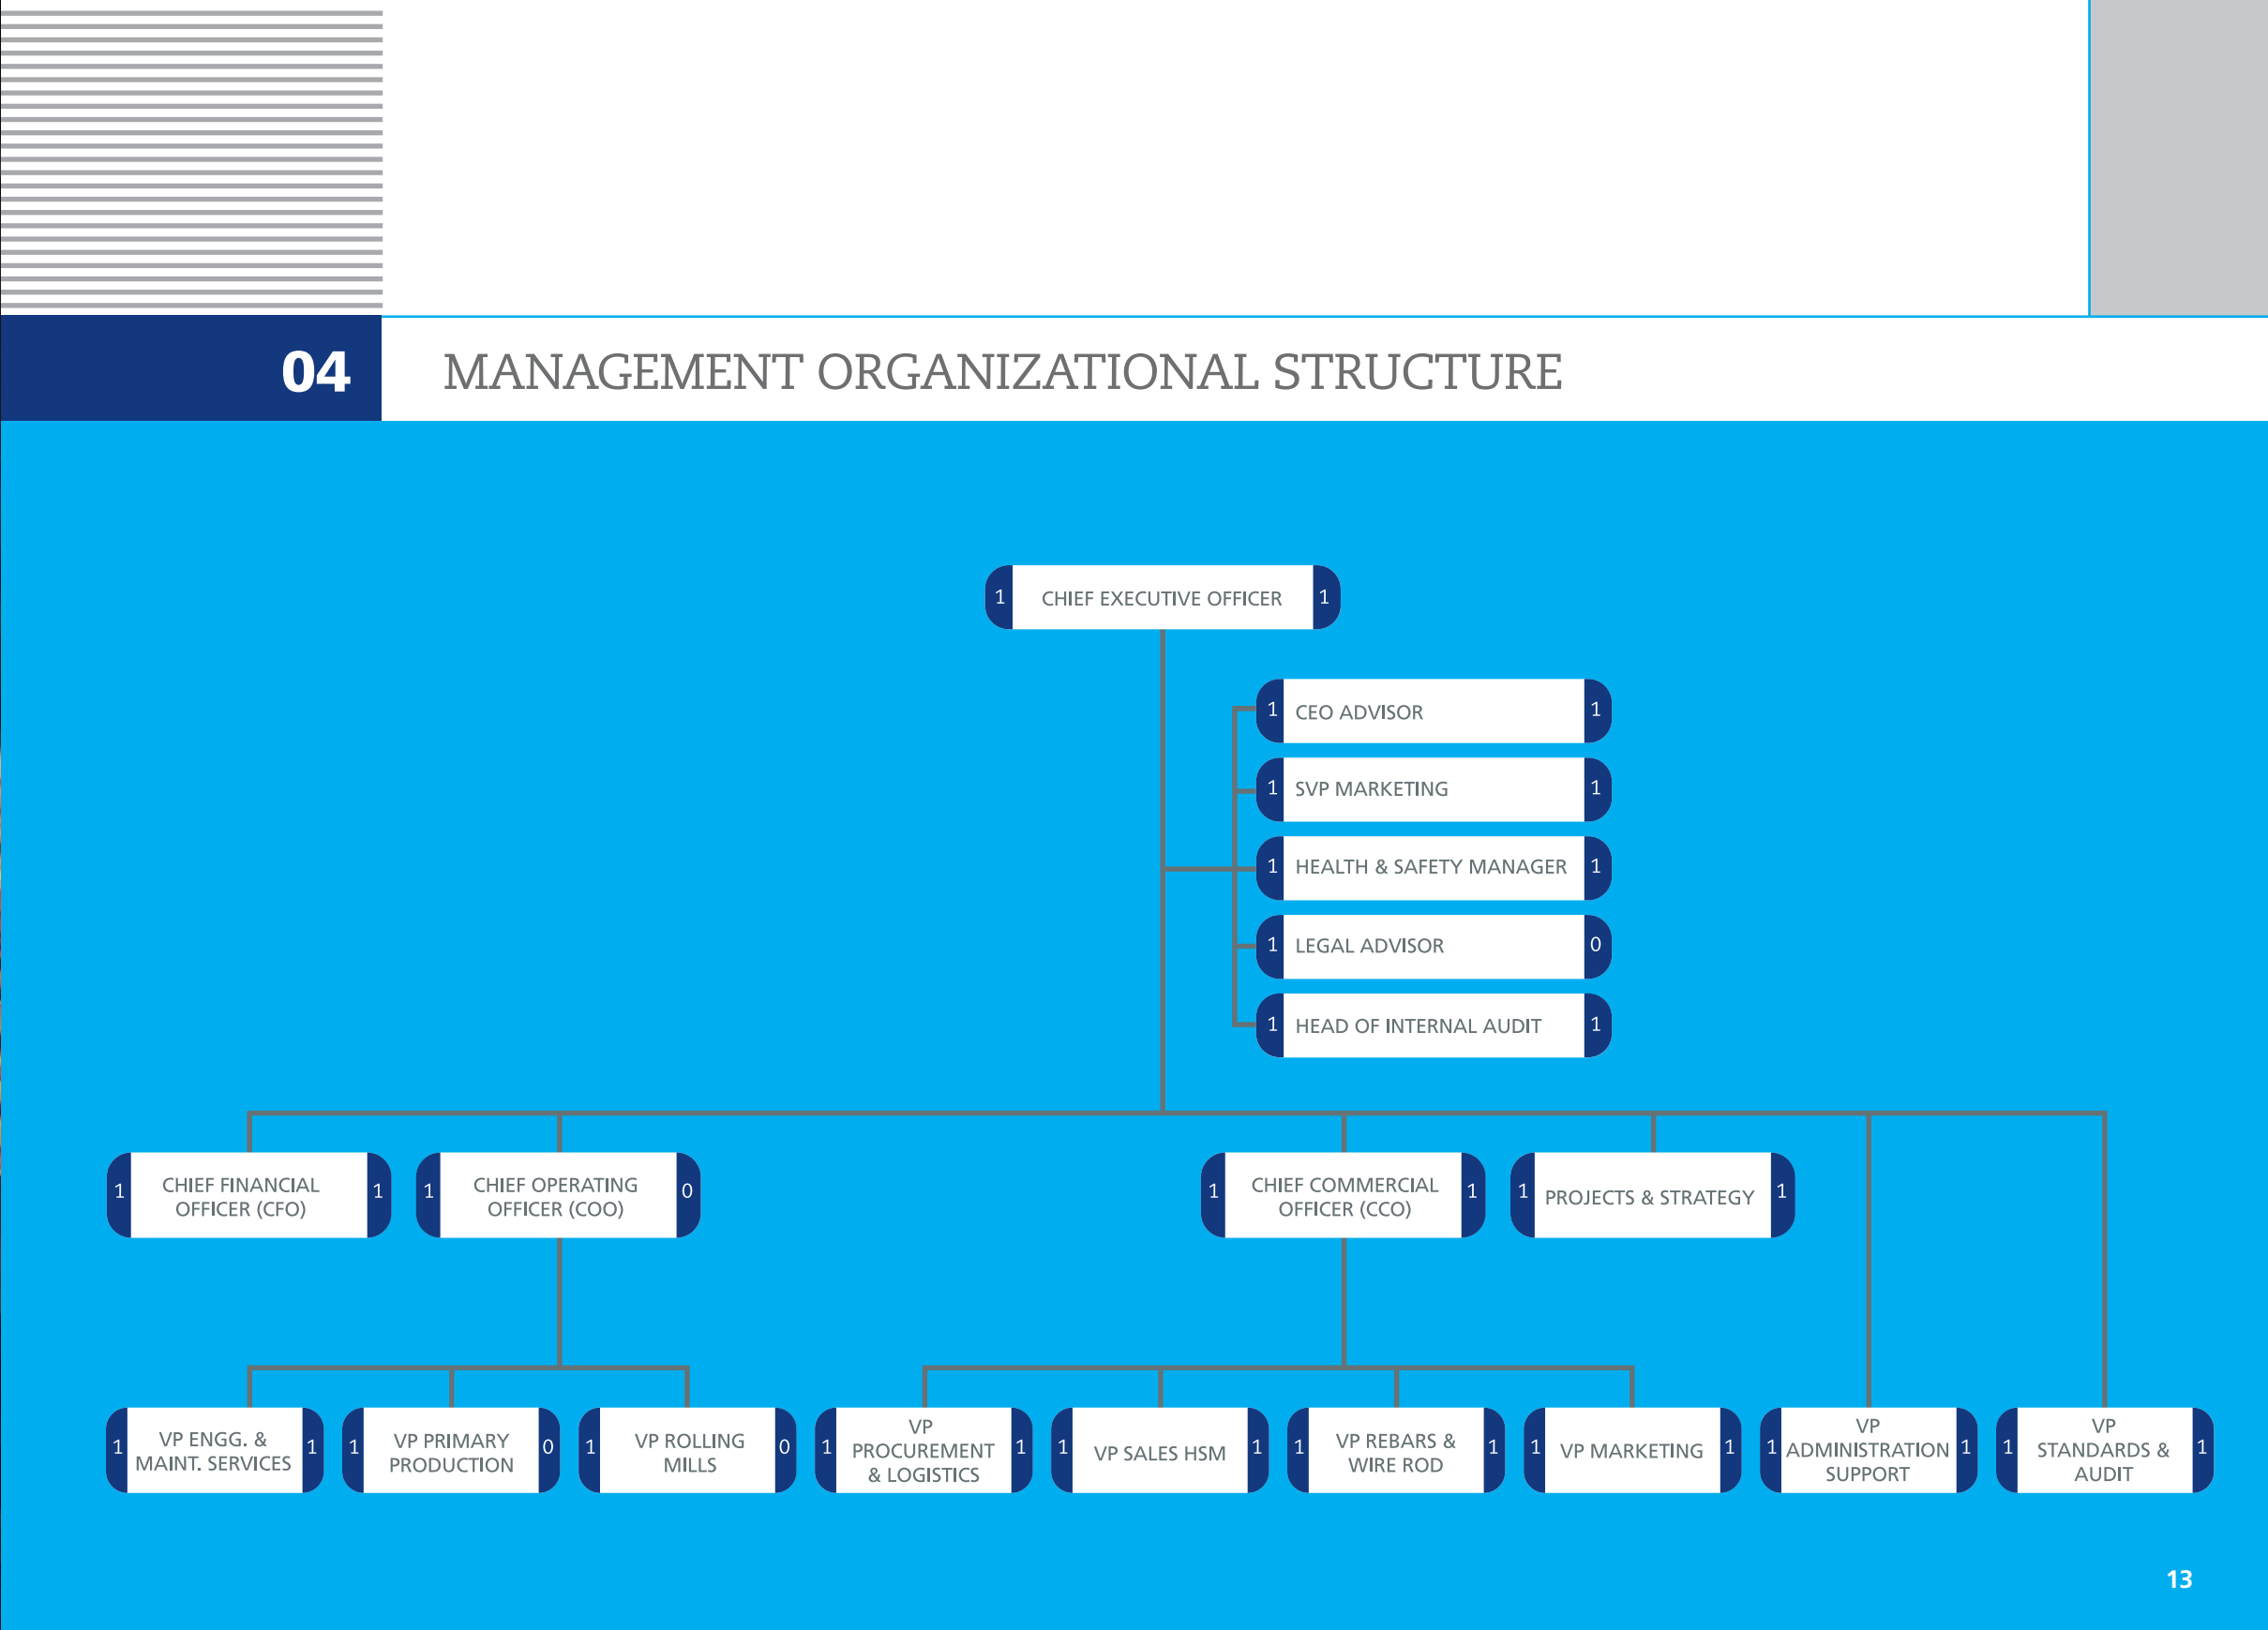 04
MANAGEMENT ORGANIZATIONAL STRUCTURE
1 CHIEF EXECUTIVE OFFICER 1
1 CEO ADVISOR 1
1 SVP MARKETING 1
1 HEALTH & SAFETY MANAGER 1
1 LEGAL ADVISOR 0
1 HEAD OF INTERNAL AUDIT 1
1 CHIEF FINANCIAL
OFFICER (CFO) 1
1 CHIEF OPERATING
OFFICER (COO) 0
1 CHIEF COMMERCIAL
OFFICER (CCO) 1
1 PROJECTS & STRATEGY 1
1 VP ENGG. &
MAINT. SERVICES 1
1 VP PRIMARY
PRODUCTION 0
1 VP ROLLING
MILLS 0
VP
1 PROCUREMENT 1
& LOGISTICS
1 VP SALES HSM 1
1 VP REBARS &
WIRE ROD 1
1 VP MARKETING 1
VP
1 ADMINISTRATION 1
SUPPORT
VP
1 STANDARDS & 1
AUDIT
13